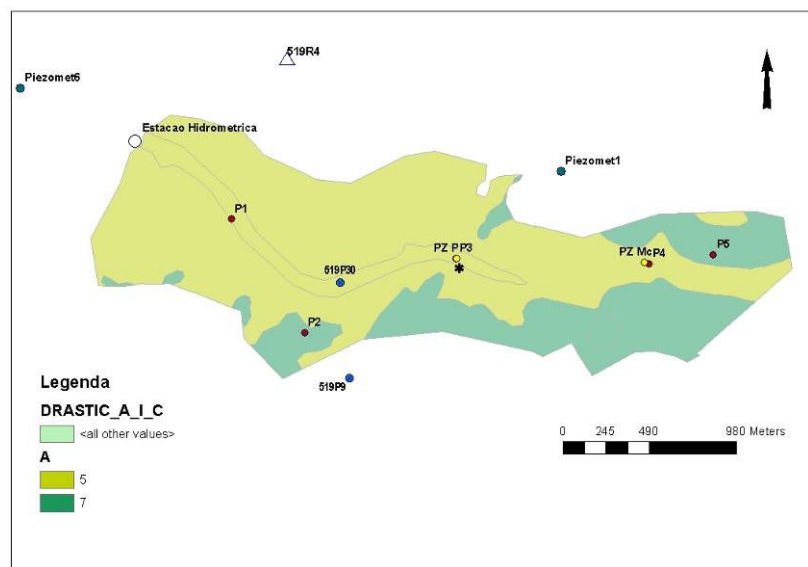 519R4
Piezomet6
Estacao Hidrometrica
Piezomet1
P1
PZ PP3
PZ McP4
P5
519P30
P2
519P9
Legenda
DRASTIC_A_I_C
<all other values>
A
5
7
0 245 490 980 Meters